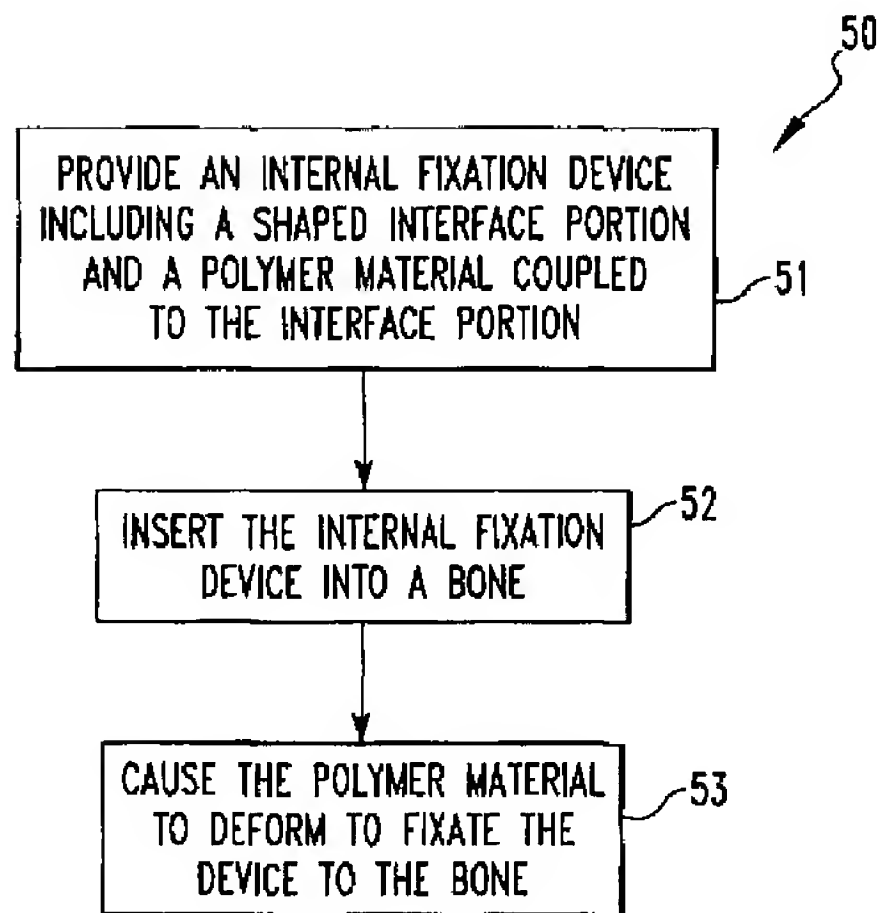 50
PROVIDE AN INTERNAL FIXATION DEVICE
INCLUDING A SHAPED INTERFACE PORTION
AND A POLYMER MATERIAL COUPLED
TO THE INTERFACE PORTION
51
INSERT THE INTERNAL FIXATION
DEVICE INTO A BONE
52
CAUSE THE POLYMER MATERIAL
TO DEFORM TO FIXATE THE
DEVICE TO THE BONE
53